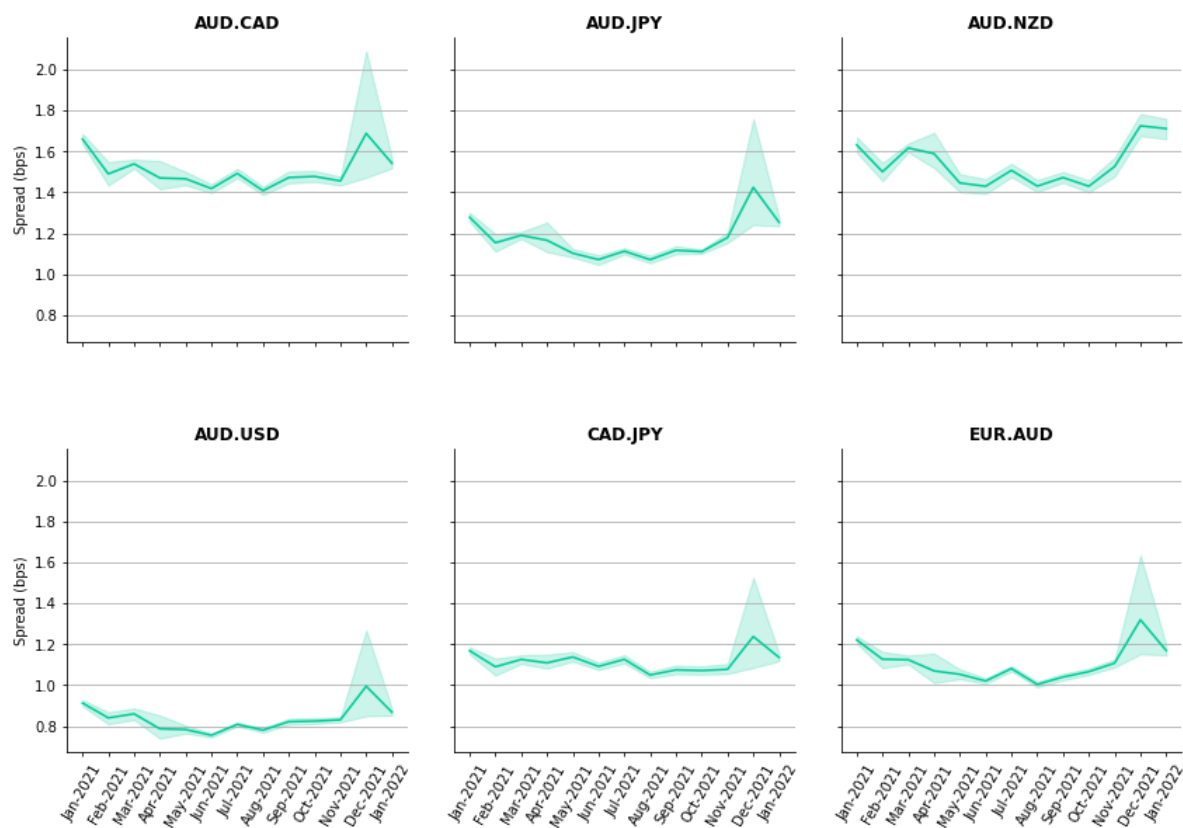 AUD.CAD AUD.JPY AUD.NZD
Spread (bps)
2.0
1.8
1.6
1.4
1.2
1.0
0.8
AUD.USD CAD.JPY EUR.AUD
Spread (bps)
2.0
1.8
1.6
1.4
1.2
1.0
0.8
Jan-2021 Feb-2021 Mar-2021 Apr-2021 May-2021 Jun-2021 Jul-2021 Aug-2021 Sep-2021 Oct-2021 Nov-2021 Dec-2021 Jan-2022
Jan-2021 Feb-2021 Mar-2021 Apr-2021 May-2021 Jun-2021 Jul-2021 Aug-2021 Sep-2021 Oct-2021 Nov-2021 Dec-2021 Jan-2022
Jan-2021 Feb-2021 Mar-2021 Apr-2021 May-2021 Jun-2021 Jul-2021 Aug-2021 Sep-2021 Oct-2021 Nov-2021 Dec-2021 Jan-2022